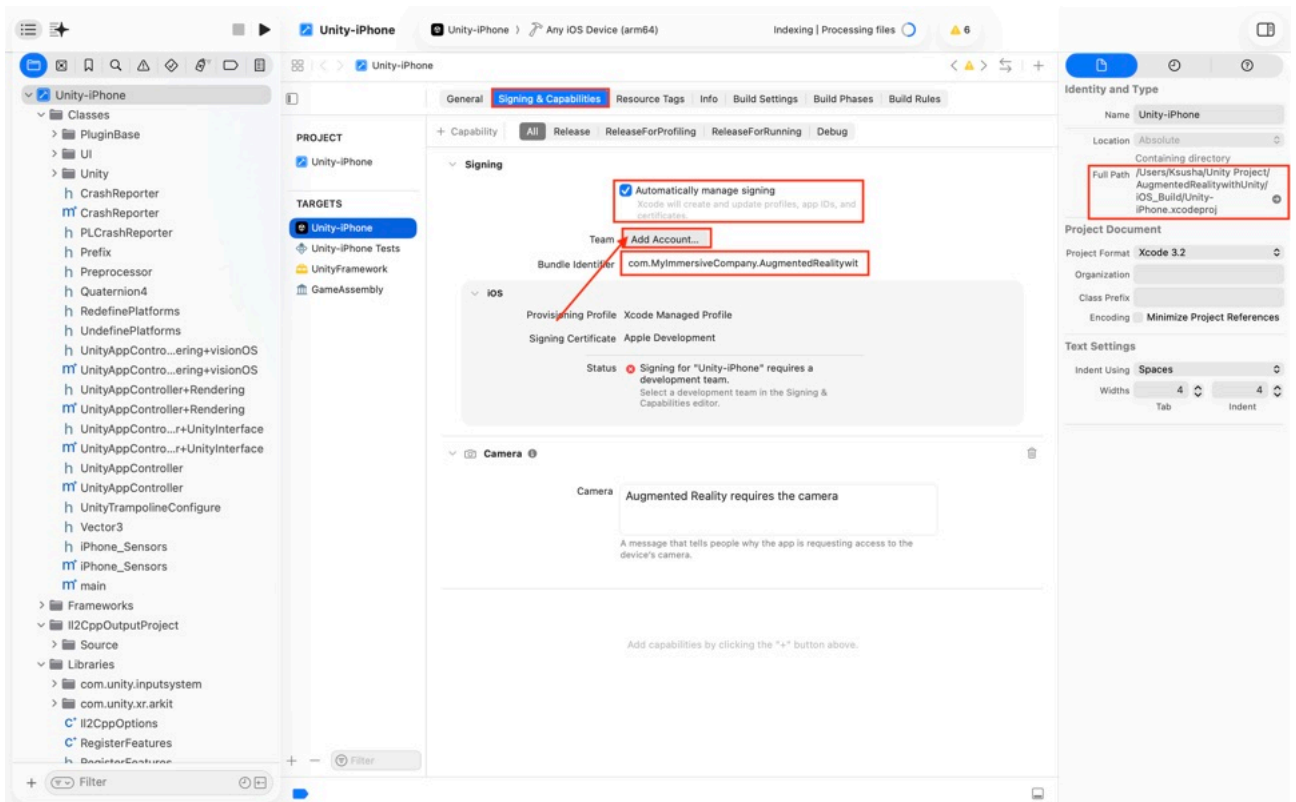 Unity-iPhone
Unity-iPhone 〉 Any iOS Device (arm64)
Indexing | Processing files
6
Unity-iPhone
Classes
PluginBase
UI
Unity
h CrashReporter
m CrashReporter
h PLCrashReporter
h Prefix
h Preprocessor
h Quaternion4
h RedefinePlatforms
h UndefinePlatforms
h UnityAppContro...ering+visionOS
m UnityAppContro...ering+visionOS
h UnityAppController+Rendering
m UnityAppController+Rendering
h UnityAppContro...r+UnityInterface
m UnityAppContro...r+UnityInterface
h UnityAppController
m UnityAppController
h UnityTrampolineConfigure
h Vector3
h iPhone_Sensors
m iPhone_Sensors
m main
Frameworks
Il2CppOutputProject
Source
Libraries
com.unity.inputsystem
com.unity.xr.arkit
C Il2CppOptions
C RegisterFeatures
h RegisterFeatures
Filter
Unity-iPhone
PROJECT
Unity-iPhone
TARGETS
Unity-iPhone
Unity-iPhone Tests
UnityFramework
GameAssembly
Filter
General Signing & Capabilities Resource Tags Info Build Settings Build Phases Build Rules
+ Capability All Release ReleaseForProfiling ReleaseForRunning Debug
Signing
Automatically manage signing
Xcode will create and update profiles, app IDs, and
certificates.
Team Add Account...
Bundle Identifier com.MyImmersiveCompany.AugmentedRealitywit
iOS
Provisioning Profile Xcode Managed Profile
Signing Certificate Apple Development
Status Signing for "Unity-iPhone" requires a
development team.
Select a development team in the Signing &
Capabilities editor.
Camera
Camera Augmented Reality requires the camera
A message that tells people why the app is requesting access to the
device's camera.
Add capabilities by clicking the "+" button above.
Identity and Type
Name Unity-iPhone
Location Absolute
Containing directory
Full Path /Users/Ksusha/Unity Project/
AugmentedRealitywithUnity/
iOS_Build/Unity-
iPhone.xcodeproj
Project Document
Project Format Xcode 3.2
Organization
Class Prefix
Encoding Minimize Project References
Text Settings
Indent Using Spaces
Widths 4 4
Tab Indent